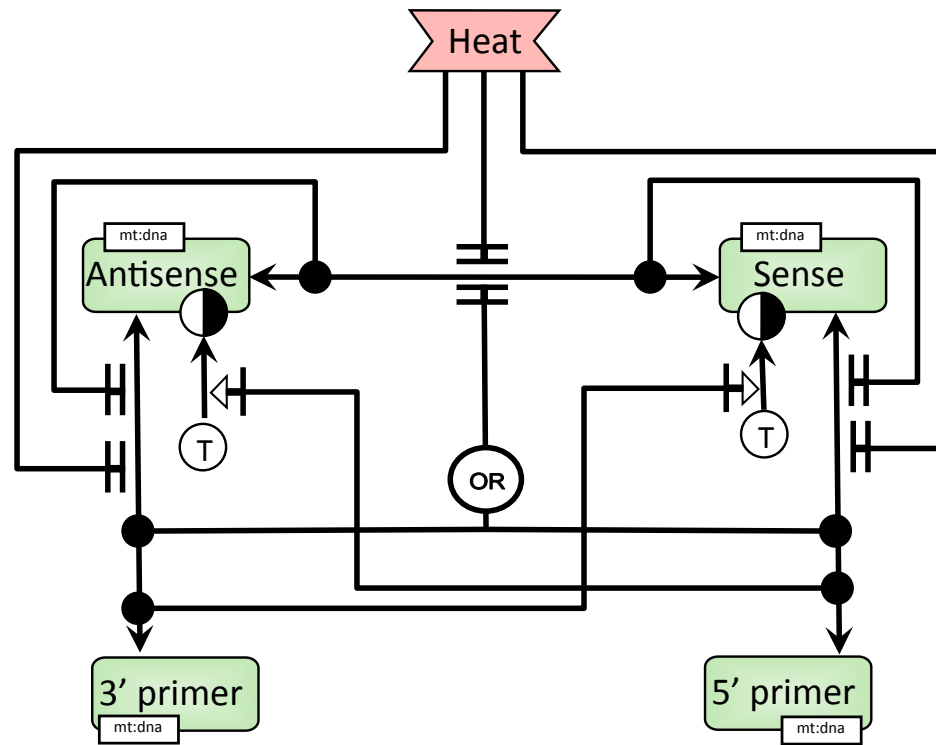 Heat
mt:dna
Antisense
mt:dna
Sense
T
T
OR
3’ primer
mt:dna
5’ primer
mt:dna